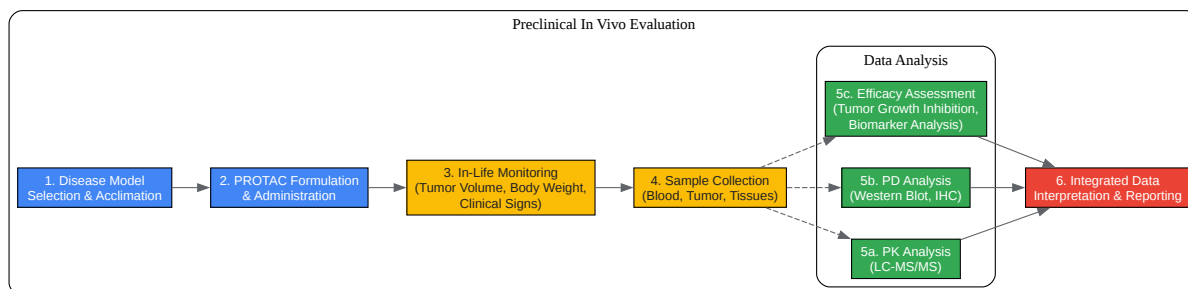 Preclinical In Vivo Evaluation
Data Analysis
1. Disease Model
Selection & Acclimation
2. PROTAC Formulation
& Administration
3. In-Life Monitoring
(Tumor Volume, Body Weight,
Clinical Signs)
4. Sample Collection
(Blood, Tumor, Tissues)
5c. Efficacy Assessment
(Tumor Growth Inhibition,
Biomarker Analysis)
5b. PD Analysis
(Western Blot, IHC)
5a. PK Analysis
(LC-MS/MS)
6. Integrated Data
Interpretation & Reporting